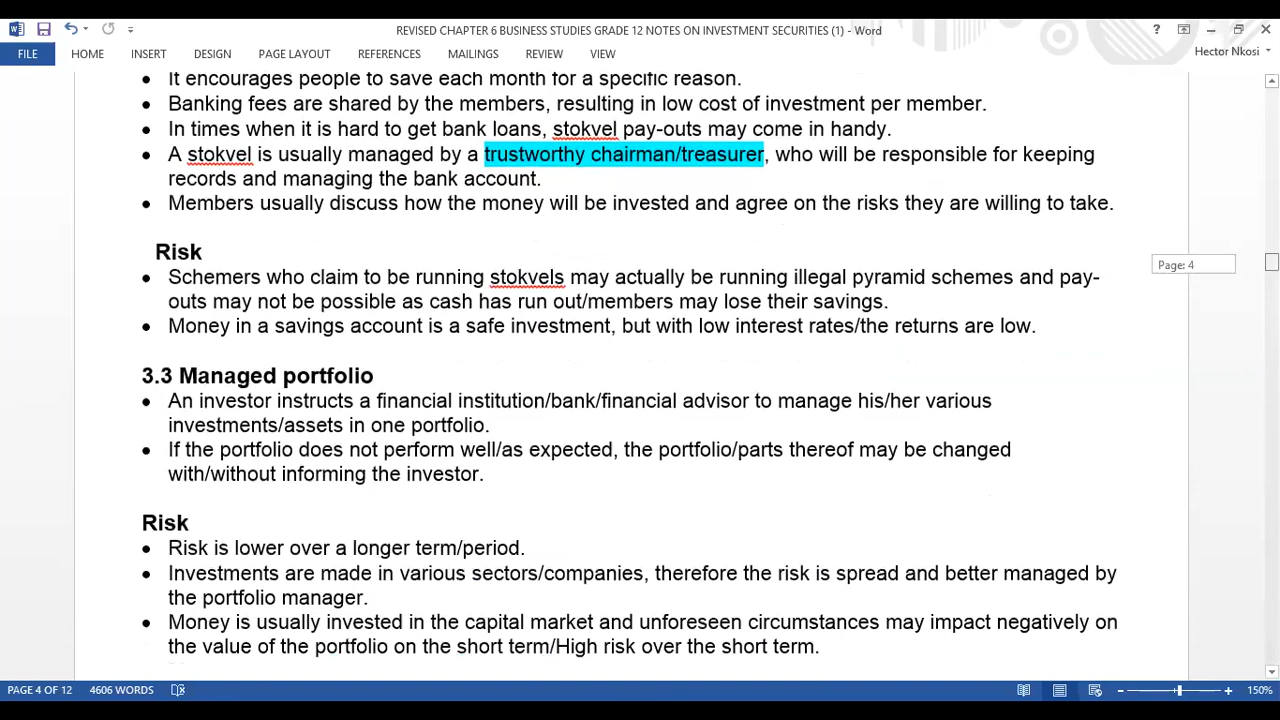 REVISED CHAPTER 6 BUSINESS STUDIES GRADE 12 NOTES ON INVESTMENT SECURITIES (1) - Word
FILE HOME INSERT DESIGN PAGE LAYOUT REFERENCES MAILINGS REVIEW VIEW Hector Nkosi
• It encourages people to save each month for a specific reason.
• Banking fees are shared by the members, resulting in low cost of investment per member.
• In times when it is hard to get bank loans, stokvel pay-outs may come in handy.
• A stokvel is usually managed by a trustworthy chairman/treasurer, who will be responsible for keeping
records and managing the bank account.
• Members usually discuss how the money will be invested and agree on the risks they are willing to take.
Risk
Page: 4
• Schemers who claim to be running stokvels may actually be running illegal pyramid schemes and pay-
outs may not be possible as cash has run out/members may lose their savings.
• Money in a savings account is a safe investment, but with low interest rates/the returns are low.
3.3 Managed portfolio
• An investor instructs a financial institution/bank/financial advisor to manage his/her various
investments/assets in one portfolio.
• If the portfolio does not perform well/as expected, the portfolio/parts thereof may be changed
with/without informing the investor.
Risk
• Risk is lower over a longer term/period.
• Investments are made in various sectors/companies, therefore the risk is spread and better managed by
the portfolio manager.
• Money is usually invested in the capital market and unforeseen circumstances may impact negatively on
the value of the portfolio on the short term/High risk over the short term.
PAGE 4 OF 12 4606 WORDS 150%